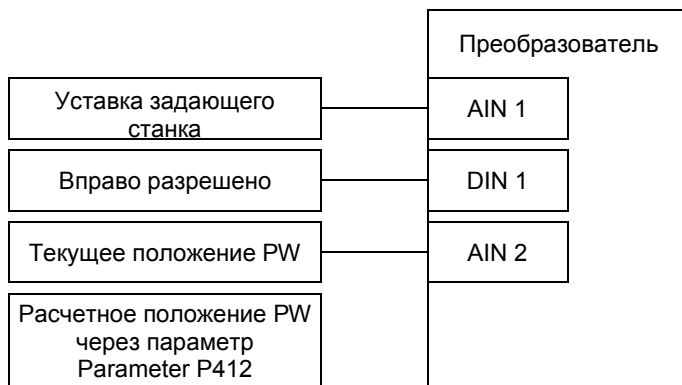 Преобразователь
Уставка задающего
станка
AIN 1
Вправо разрешено
DIN 1
Текущее положение PW
AIN 2
Расчетное положение PW
через параметр
Parameter P412